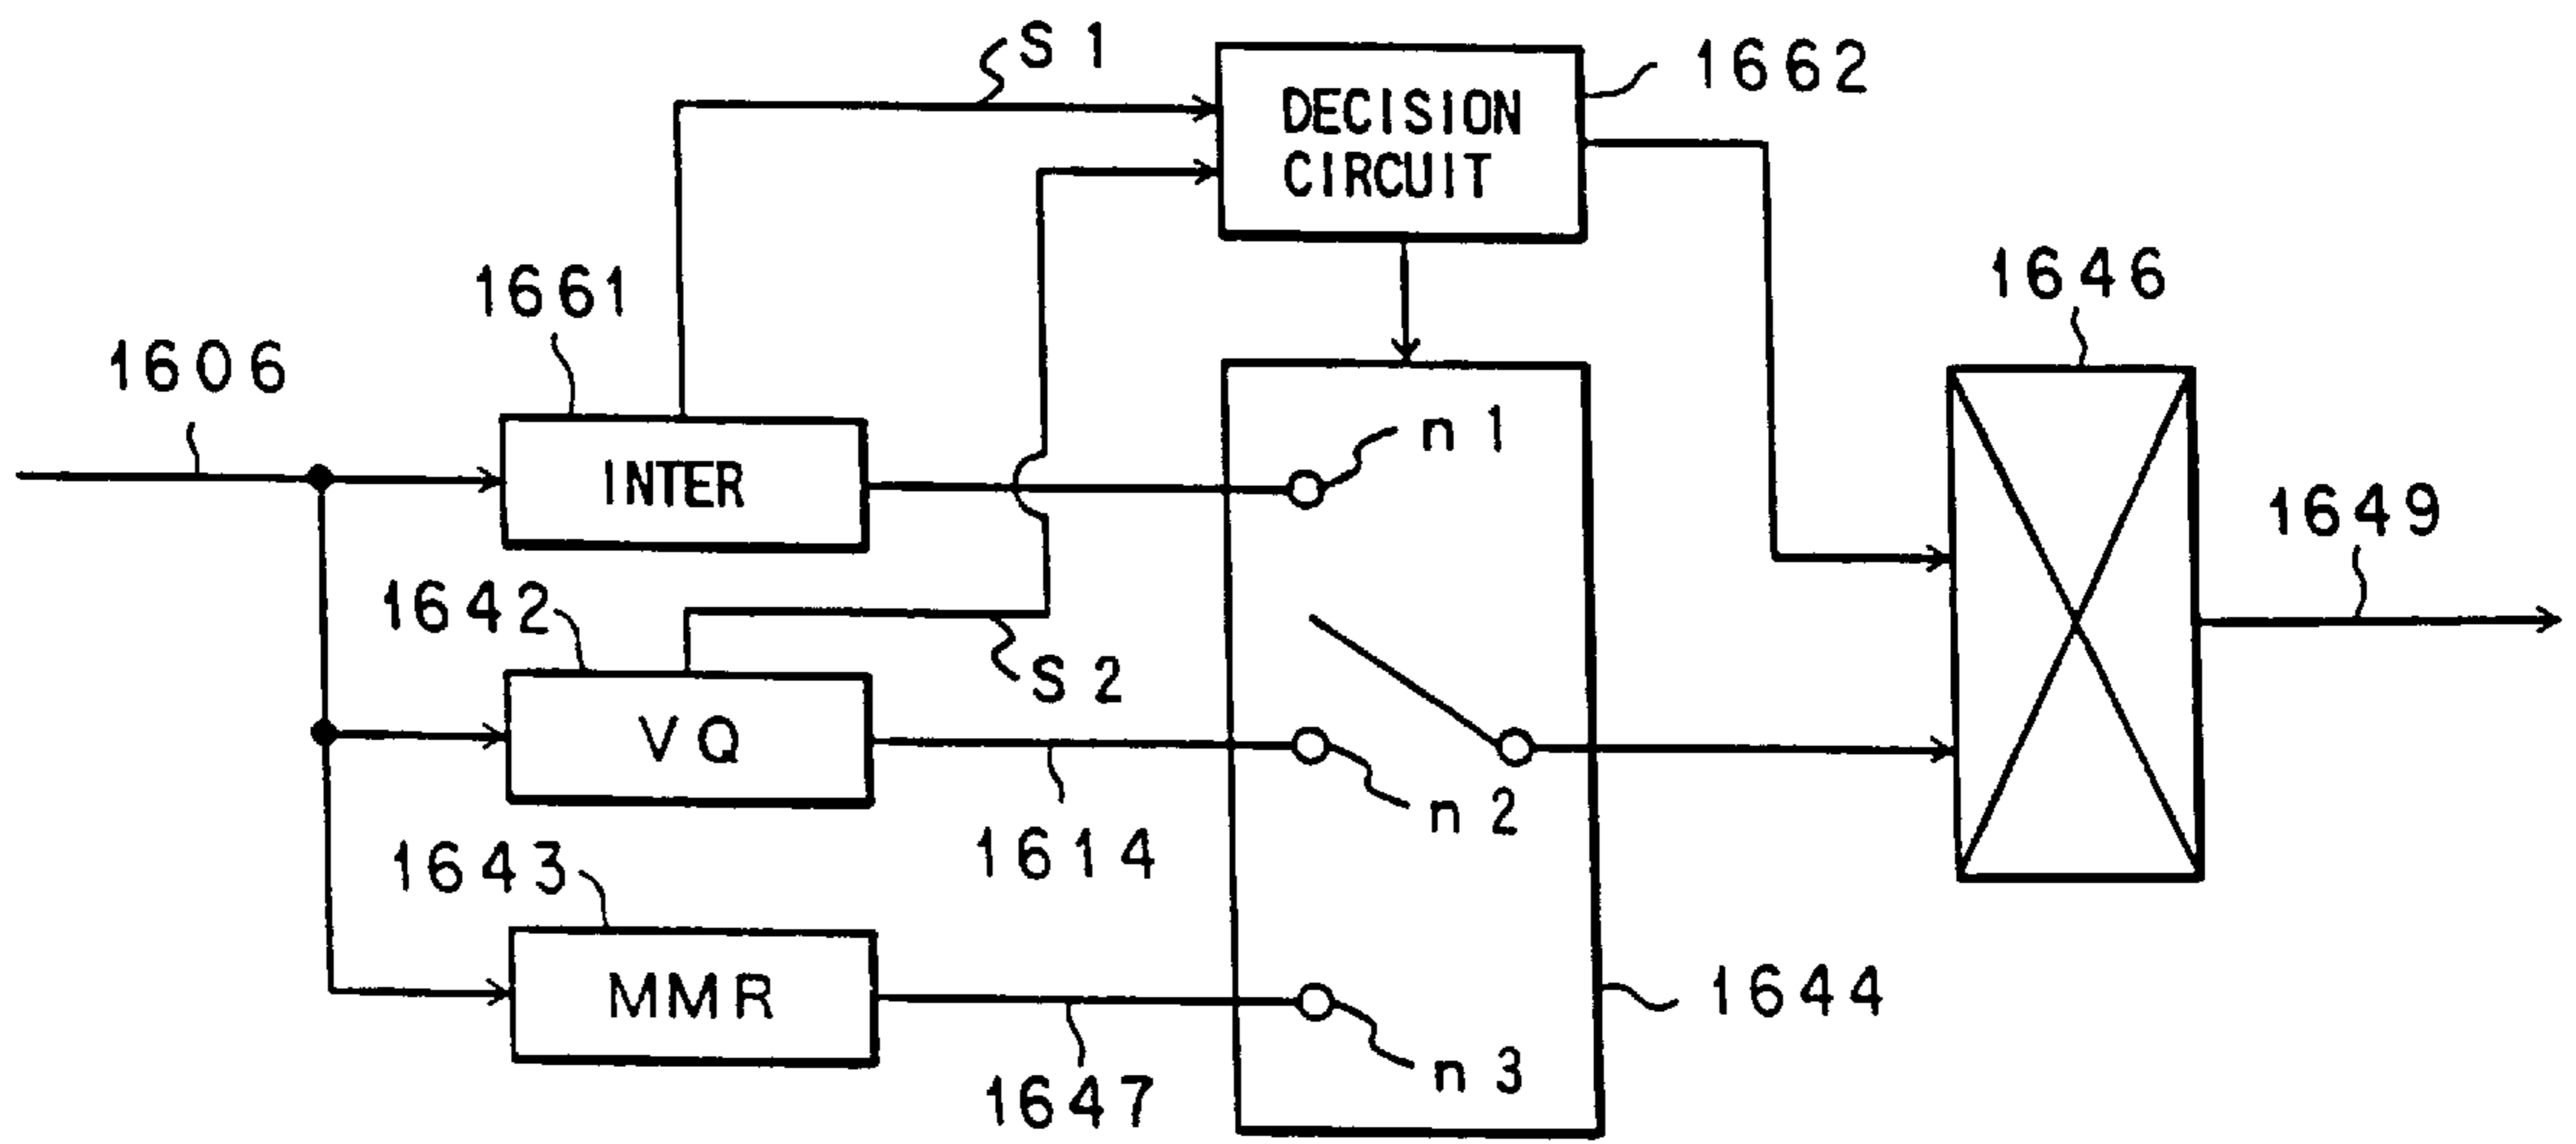 S1
DECISION
CIRCUIT
1662
1661
1646
1606
n1
INTER
1649
1642
S2
VQ
n2
1614
1643
MMR
1644
n3
1647